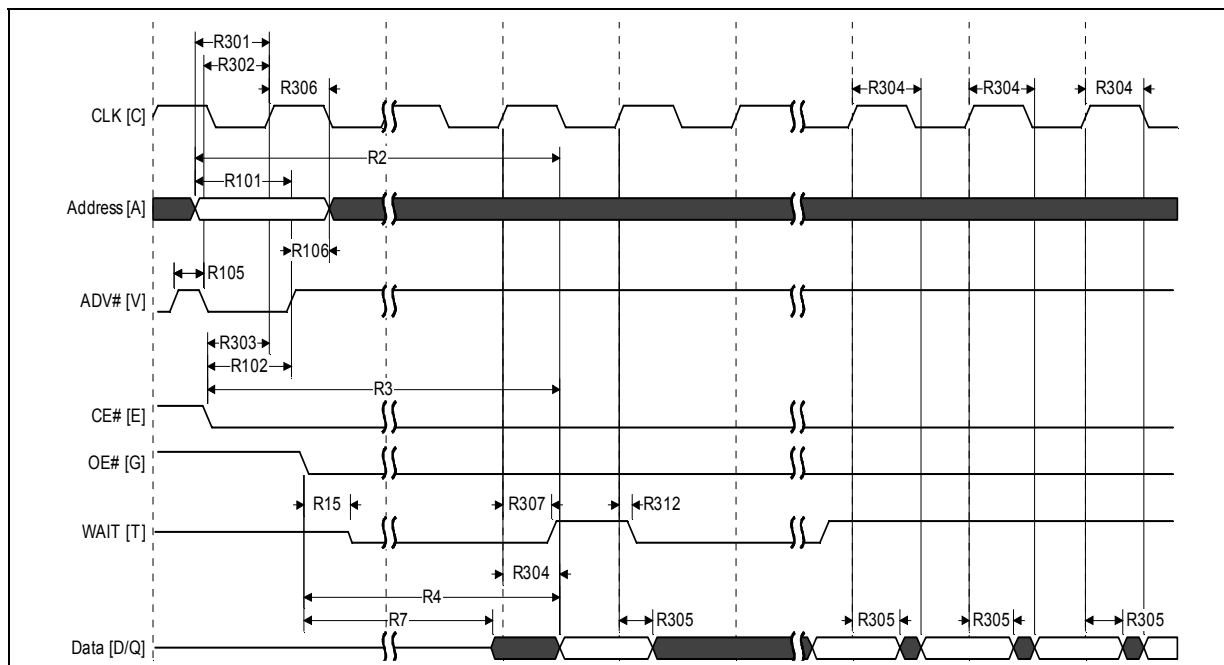 R301
R302
R306
R304
R304
R304
CLK [C]
R2
R101
Address [A]
R106
R105
ADV# [V]
R303
R102
R3
CE# [E]
OE# [G]
R15
R307
R312
WAIT [T]
R304
R4
R7
R305
R305
R305
R305
Data [D/Q]